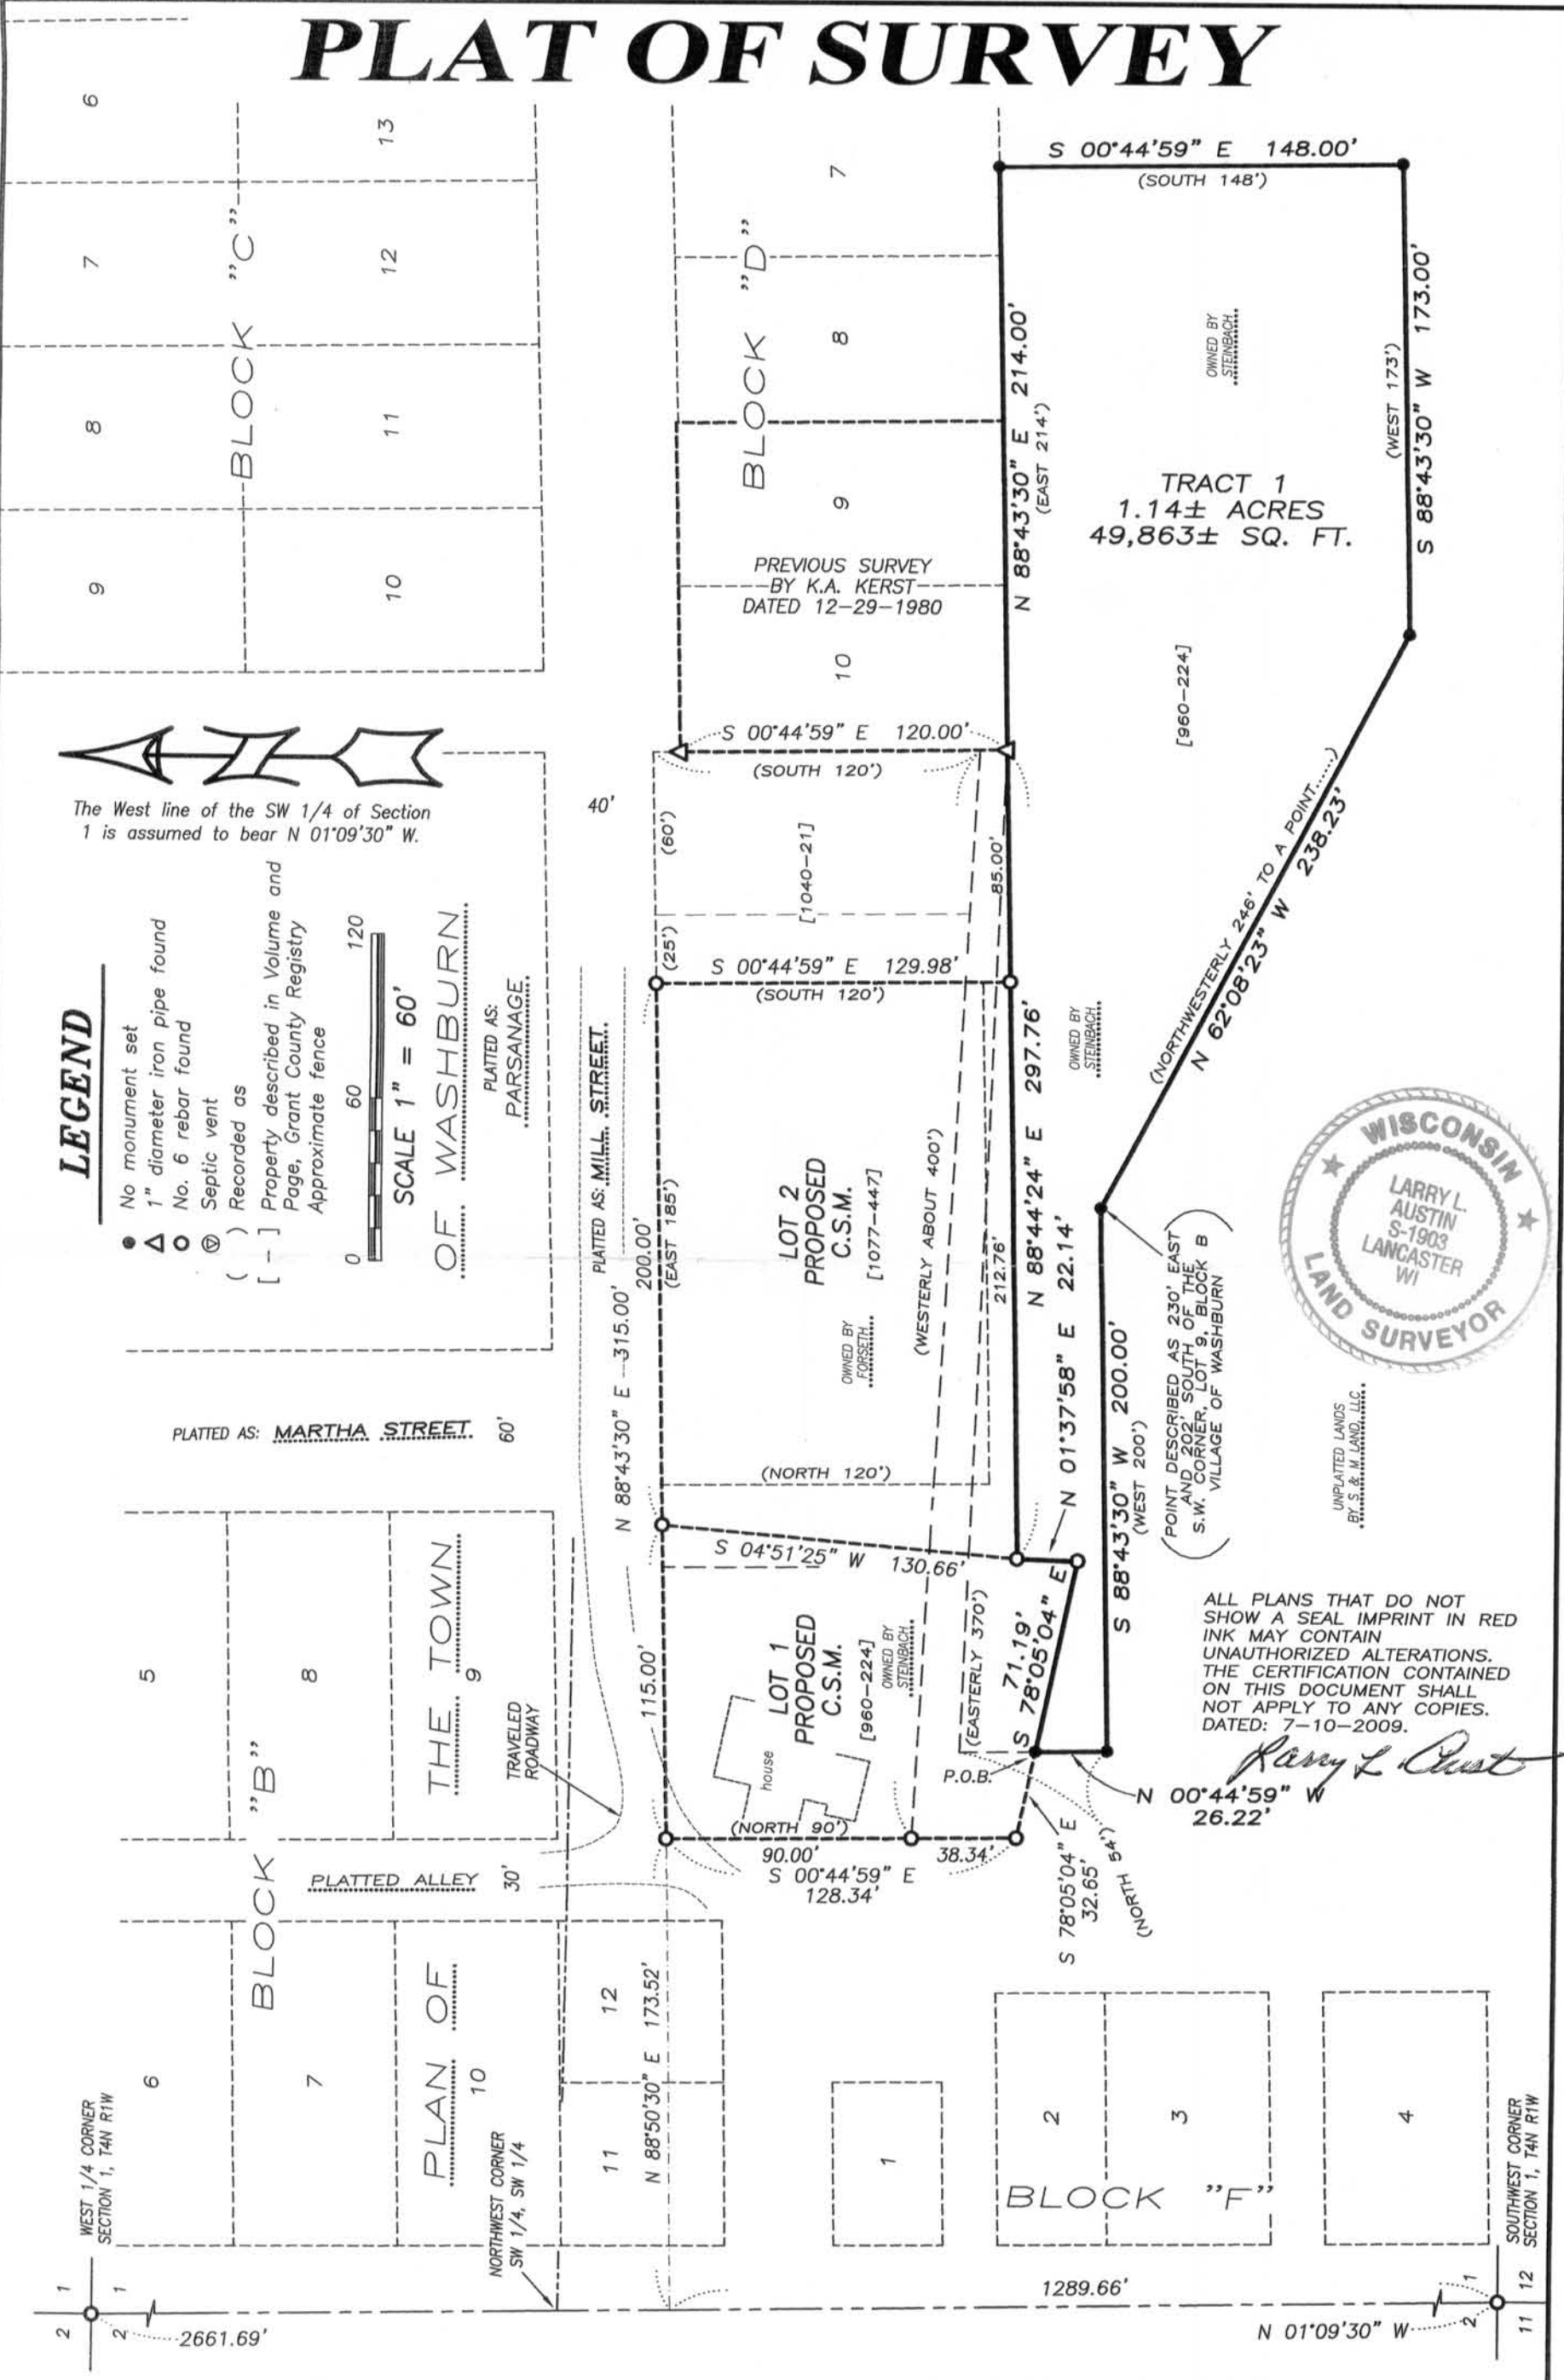 PLAT OF SURVEY
6
7
8
9
BLOCK "C"
13
12
11
10
The West line of the SW 1/4 of Section
1 is assumed to bear N 01°09'30" W.
LEGEND
No monument set
1" diameter iron pipe found
No. 6 rebar found
Septic vent
( ) Recorded as
[ - ] Property described in Volume and
Page, Grant County Registry
Approximate fence
0 60 120
SCALE 1" = 60'
OF WASHBURN
PLATTED AS:
PARSANAGE
40'
PLATTED AS: MILL STREET
PLATTED AS: MARTHA STREET 60'
BLOCK "D"
7
8
9
10
PREVIOUS SURVEY
BY K.A. KERST
DATED 12-29-1980
S 00°44'59" E 148.00'
(SOUTH 148')
N 88°43'30" E 214.00'
(EAST 214')
OWNED BY
STEINBACH
(WEST 173')
S 88°43'30" W 173.00'
TRACT 1
1.14± ACRES
49,863± SQ. FT.
[960-224]
S 00°44'59" E 120.00'
(SOUTH 120')
(60')
[1040-21]
85.00'
(25')
S 00°44'59" E 129.98'
(SOUTH 120')
(NORTHWESTERLY 246' TO A POINT......)
N 62°08'23" W 238.23'
OWNED BY
STEINBACH
N 88°44'24" E 297.76'
200.00'
(EAST 185')
N 88°43'30" E 315.00'
LOT 2
PROPOSED
C.S.M.
[1077-447]
OWNED BY
FORSETH
(WESTERLY ABOUT 400')
212.76'
(NORTH 120')
N 01°37'58" E 22.14'
S 88°43'30" W 200.00'
(WEST 200')
POINT DESCRIBED AS 230' EAST
AND 202' SOUTH OF THE
S.W. CORNER, LOT 9, BLOCK B
VILLAGE OF WASHBURN
WISCONSIN
LARRY L.
AUSTIN
S-1903
LANCASTER
WI
LAND SURVEYOR
UNPLATTED LANDS
BY S. & M. LAND, LLC
S 04°51'25" W 130.66'
115.00'
LOT 1
PROPOSED
C.S.M.
[960-224]
OWNED BY
STEINBACH
house
(EASTERLY 370')
71.19'
S 78°05'04" E
P.O.B.
ALL PLANS THAT DO NOT
SHOW A SEAL IMPRINT IN RED
INK MAY CONTAIN
UNAUTHORIZED ALTERATIONS.
THE CERTIFICATION CONTAINED
ON THIS DOCUMENT SHALL
NOT APPLY TO ANY COPIES.
DATED: 7-10-2009.
Larry L Aust
N 00°44'59" W
26.22'
(NORTH 90')
90.00'
38.34'
S 00°44'59" E
128.34'
S 78°05'04" E
32.65'
(NORTH 54')
5
8
9
BLOCK "B"
THE TOWN
TRAVELED
ROADWAY
PLATTED ALLEY 30'
6
7
10
PLAN OF
11
12
N 88°50'30" E 173.52'
NORTHWEST CORNER
SW 1/4, SW 1/4
WEST 1/4 CORNER
SECTION 1, T4N R1W
2 1
2 1
2661.69'
1
2
3
4
BLOCK "F"
1289.66'
N 01°09'30" W
SOUTHWEST CORNER
SECTION 1, T4N R1W
2 1
11 12